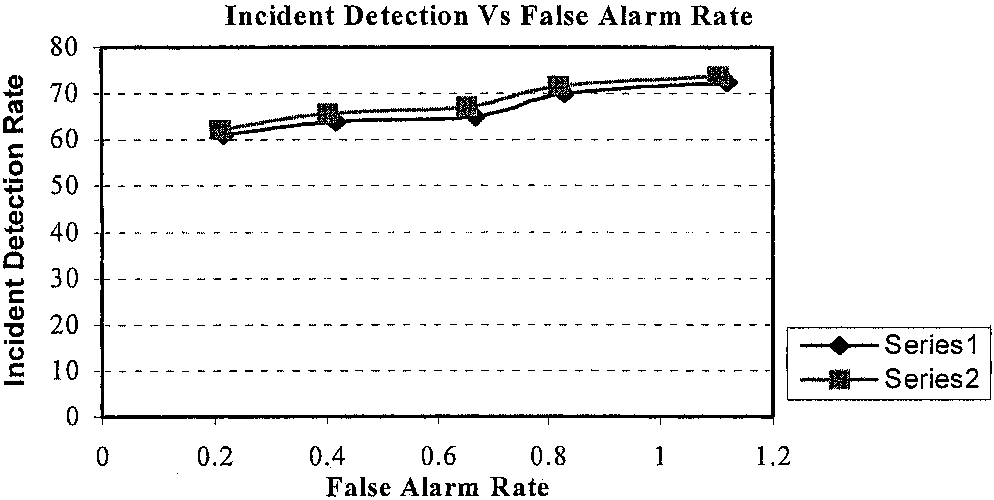 Incident Detection Vs False Alarm Rate
Incident Detection Rate
80
70
60
50
40
30
20
10
0
0 0.2 0.4 0.6 0.8 1 1.2
False Alarm Rate
Series1
Series2